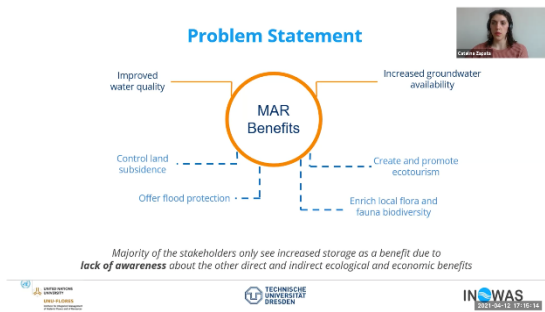 Problem Statement
Catalina Zapata
Improved
water quality
Increased groundwater
availability
MAR
Benefits
Control land
subsidence
Create and promote
ecotourism
Offer flood protection
Enrich local flora and
fauna biodiversity
Majority of the stakeholders only see increased storage as a benefit due to
lack of awareness about the other direct and indirect ecological and economic benefits
UNITED NATIONS
UNIVERSITY
UNU-FLORES
TECHNISCHE
UNIVERSITÄT
DRESDEN
INOWAS
2021-04-12 17:15:14